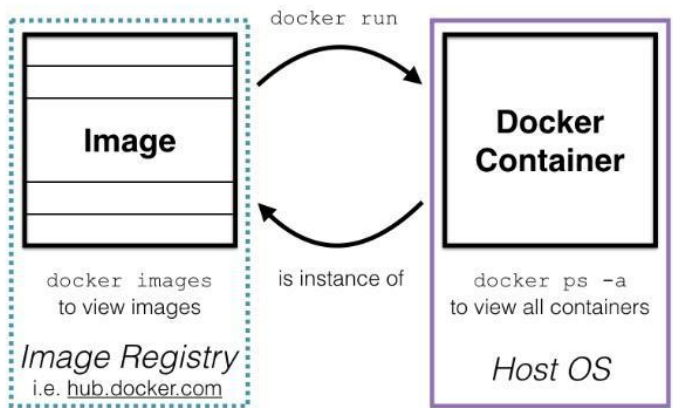 docker run
Image
docker images
to view images
Image Registry
i.e. hub.docker.com
is instance of
Docker
Container
docker ps -a
to view all containers
Host OS